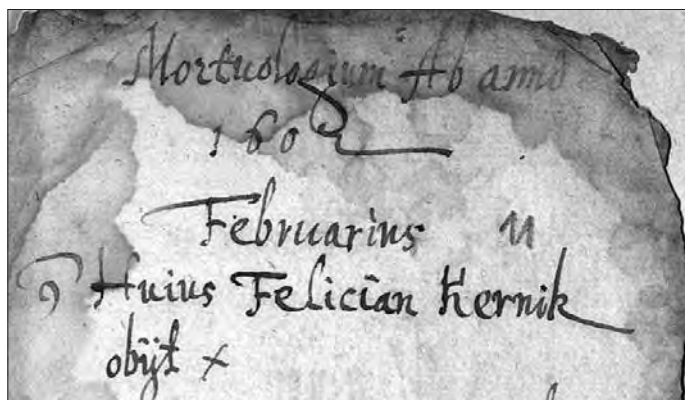 Mortuologium Ab anno
1602
Februarius 11
9 Huius Felician Kernik
obijt x